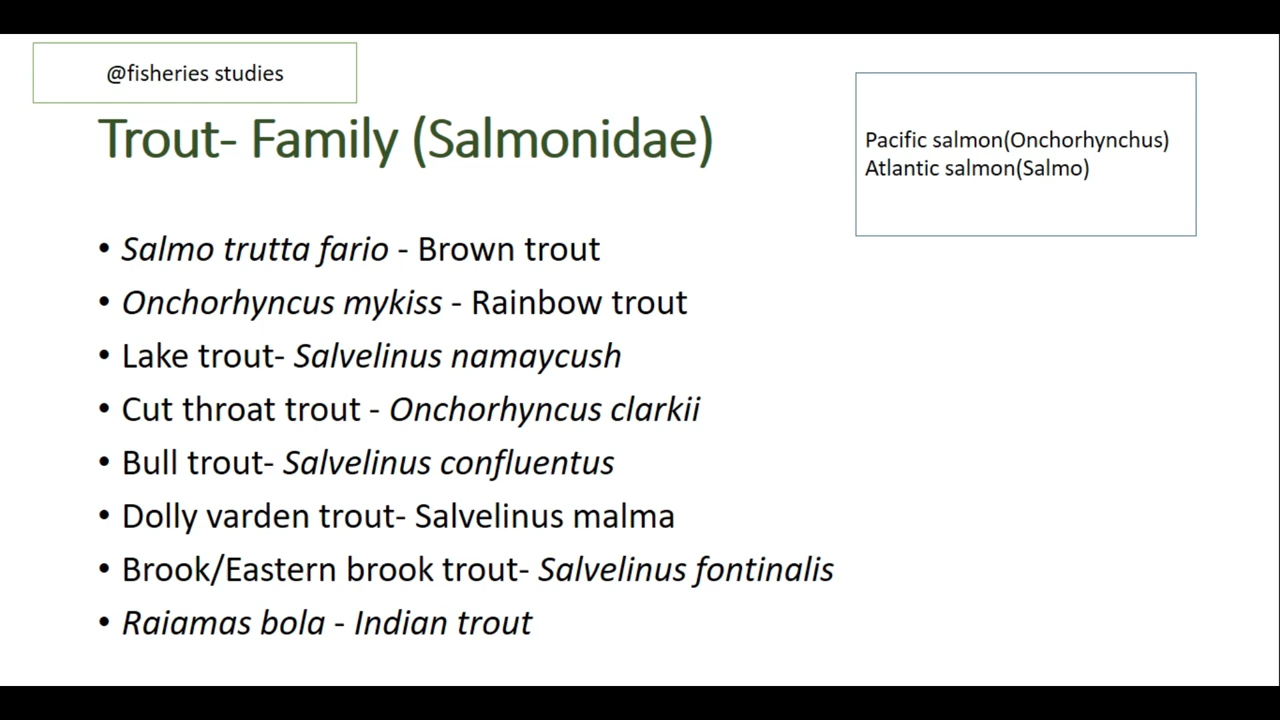 @fisheries studies
Trout- Family (Salmonidae)
Pacific salmon(Onchorhynchus)
Atlantic salmon(Salmo)
• Salmo trutta fario - Brown trout
• Onchorhyncus mykiss - Rainbow trout
• Lake trout- Salvelinus namaycush
• Cut throat trout - Onchorhyncus clarkii
• Bull trout- Salvelinus confluentus
• Dolly varden trout- Salvelinus malma
• Brook/Eastern brook trout- Salvelinus fontinalis
• Raiamas bola - Indian trout